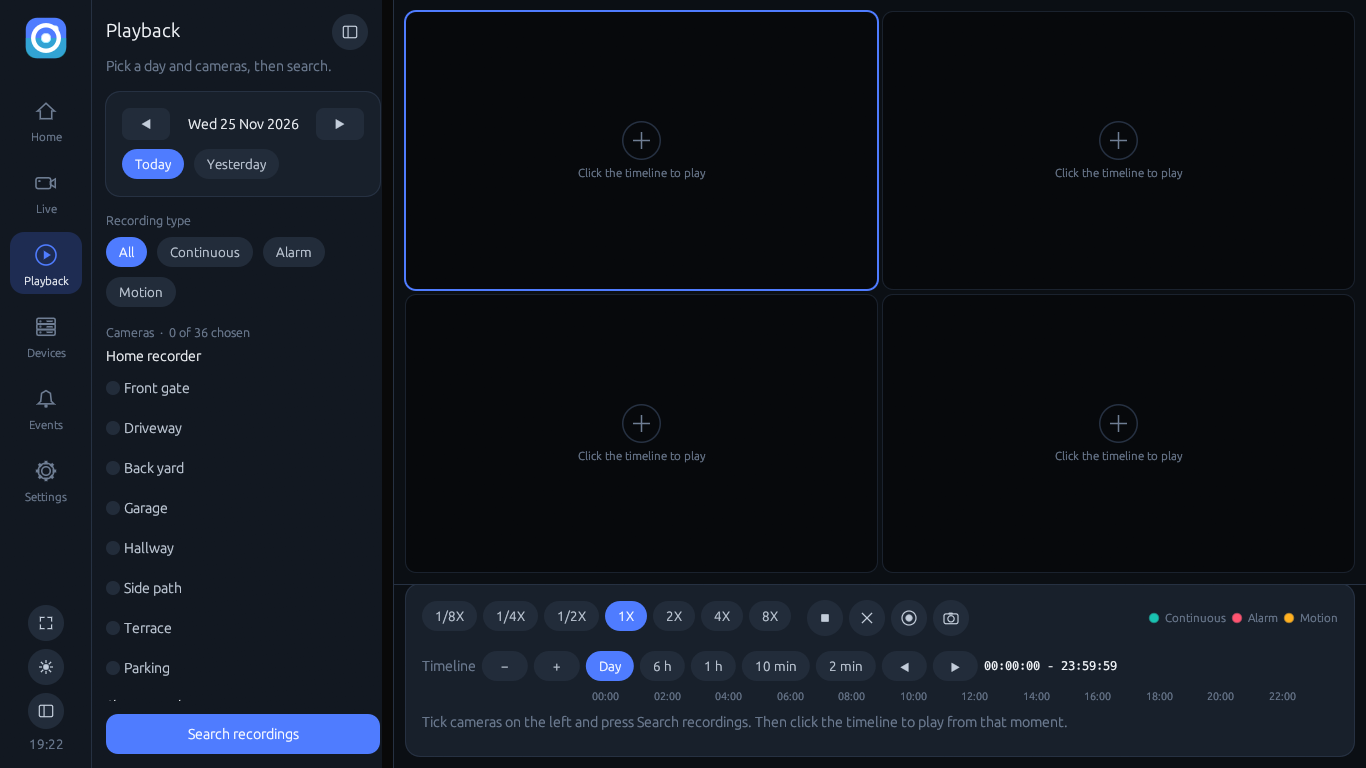 Home
Live
Playback
Devices
Events
Settings
19:22
Playback
Pick a day and cameras, then search.
Wed 25 Nov 2026
Today
Yesterday
Recording type
All
Continuous
Alarm
Motion
Cameras · 0 of 36 chosen
Home recorder
Front gate
Driveway
Back yard
Garage
Hallway
Side path
Terrace
Parking
Search recordings
Click the timeline to play
Click the timeline to play
Click the timeline to play
Click the timeline to play
1/8X 1/4X 1/2X 1X 2X 4X 8X
Continuous Alarm Motion
Timeline − + Day 6 h 1 h 10 min 2 min 00:00:00 - 23:59:59
00:00 02:00 04:00 06:00 08:00 10:00 12:00 14:00 16:00 18:00 20:00 22:00
Tick cameras on the left and press Search recordings. Then click the timeline to play from that moment.